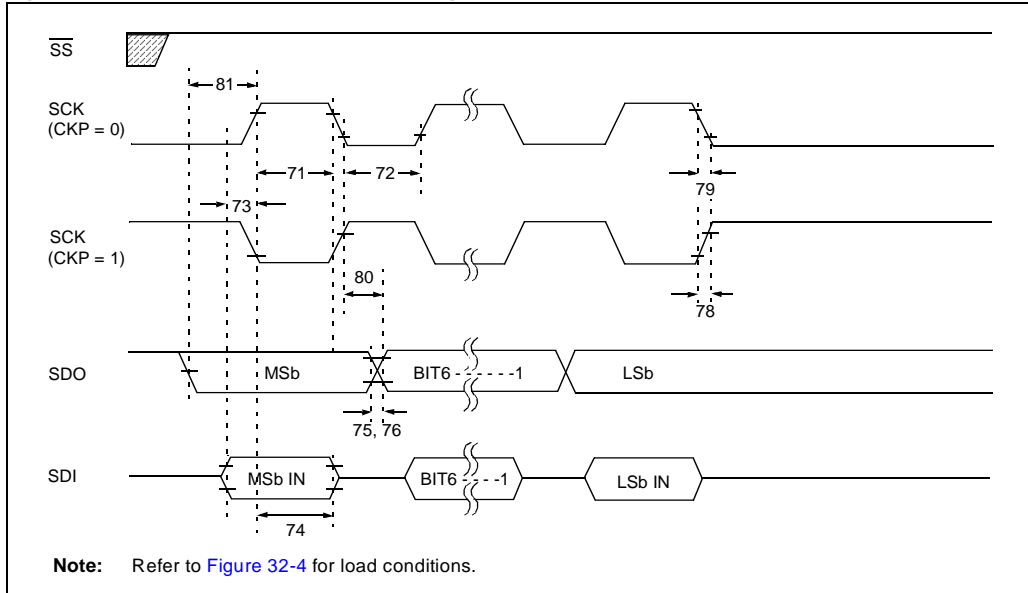 SS
81
SCK
(CKP = 0)
71
72
79
73
SCK
(CKP = 1)
80
78
SDO
MSb
BIT6 - - - - - -1
LSb
75, 76
SDI
MSb IN
BIT6 - - - -1
LSb IN
74
Note: Refer to Figure 32-4 for load conditions.